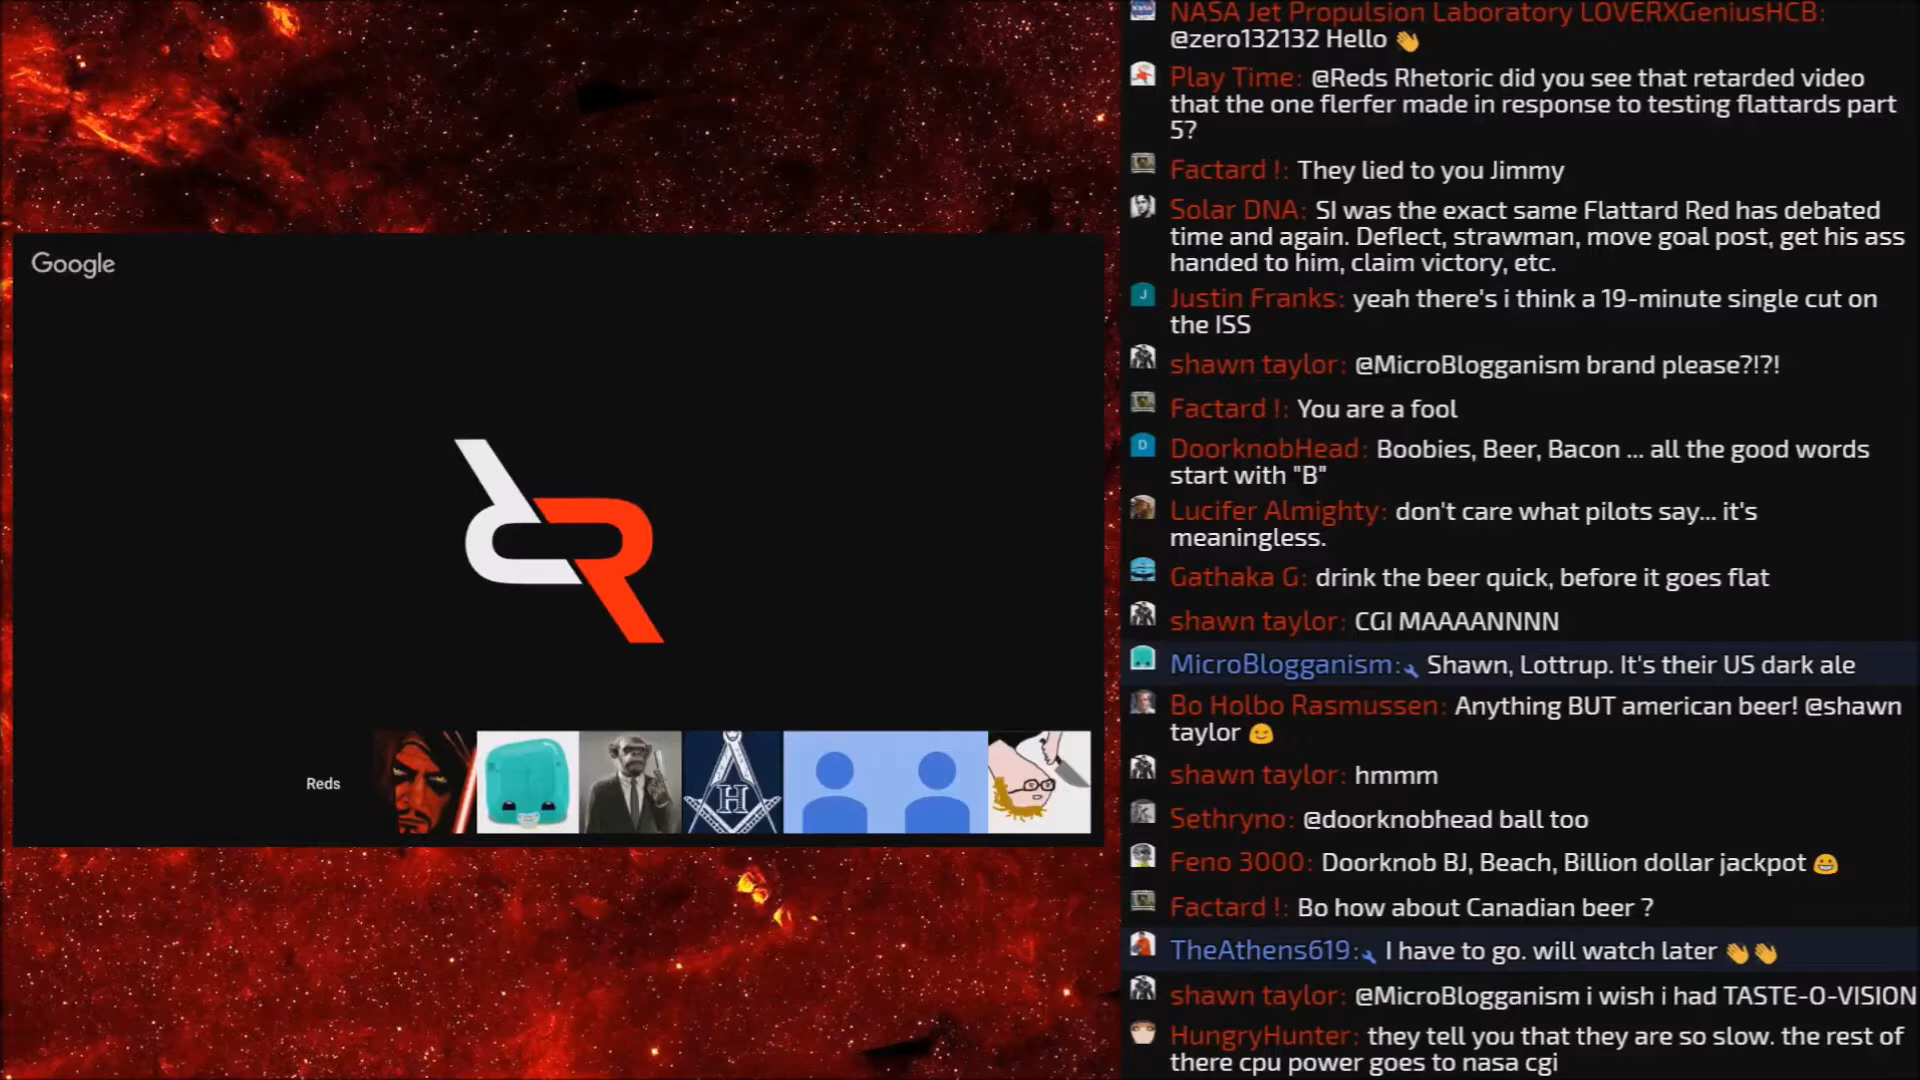 Google
Reds
H
NASA Jet Propulsion Laboratory LOVERXGeniusHCB:
@zero132132 Hello 👋
Play Time: @Reds Rhetoric did you see that retarded video
that the one flerfer made in response to testing flattards part
5?
Factard !: They lied to you Jimmy
Solar DNA: SI was the exact same Flattard Red has debated
time and again. Deflect, strawman, move goal post, get his ass
handed to him, claim victory, etc.
J
Justin Franks: yeah there's i think a 19-minute single cut on
the ISS
shawn taylor: @MicroBlogganism brand please?!?!
Factard !: You are a fool
D
DoorknobHead: Boobies, Beer, Bacon ... all the good words
start with "B"
Lucifer Almighty: don't care what pilots say... it's
meaningless.
Gathaka G: drink the beer quick, before it goes flat
shawn taylor: CGI MAAAANNNN
MicroBlogganism: Shawn, Lottrup. It's their US dark ale
Bo Holbo Rasmussen: Anything BUT american beer! @shawn
taylor 😉
shawn taylor: hmmm
Sethryno: @doorknobhead ball too
Feno 3000: Doorknob BJ, Beach, Billion dollar jackpot 😀
Factard !: Bo how about Canadian beer ?
TheAthens619: I have to go. will watch later 👋👋
shawn taylor: @MicroBlogganism i wish i had TASTE-O-VISION
HungryHunter: they tell you that they are so slow. the rest of
there cpu power goes to nasa cgi